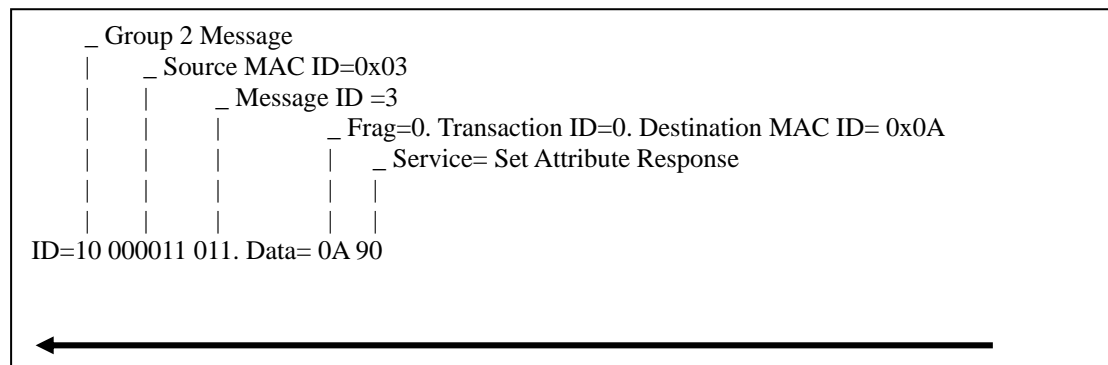 _ Group 2 Message
| _ Source MAC ID=0x03
| | _ Message ID =3
| | | _ Frag=0. Transaction ID=0. Destination MAC ID= 0x0A
| | | | _ Service= Set Attribute Response
| | | | |
| | | | |
| | | | |
ID=10 000011 011. Data= 0A 90